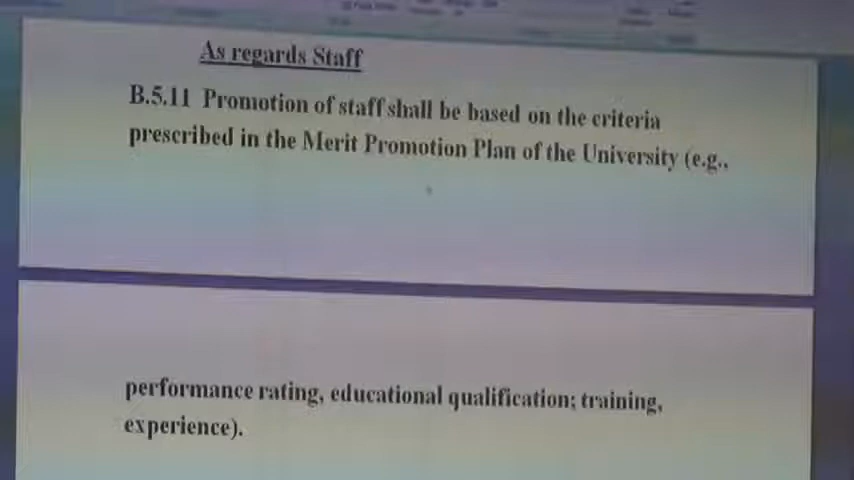 As regards Staff
B.5.11 Promotion of staff shall be based on the criteria
prescribed in the Merit Promotion Plan of the University (e.g.,
performance rating, educational qualification; training,
experience).